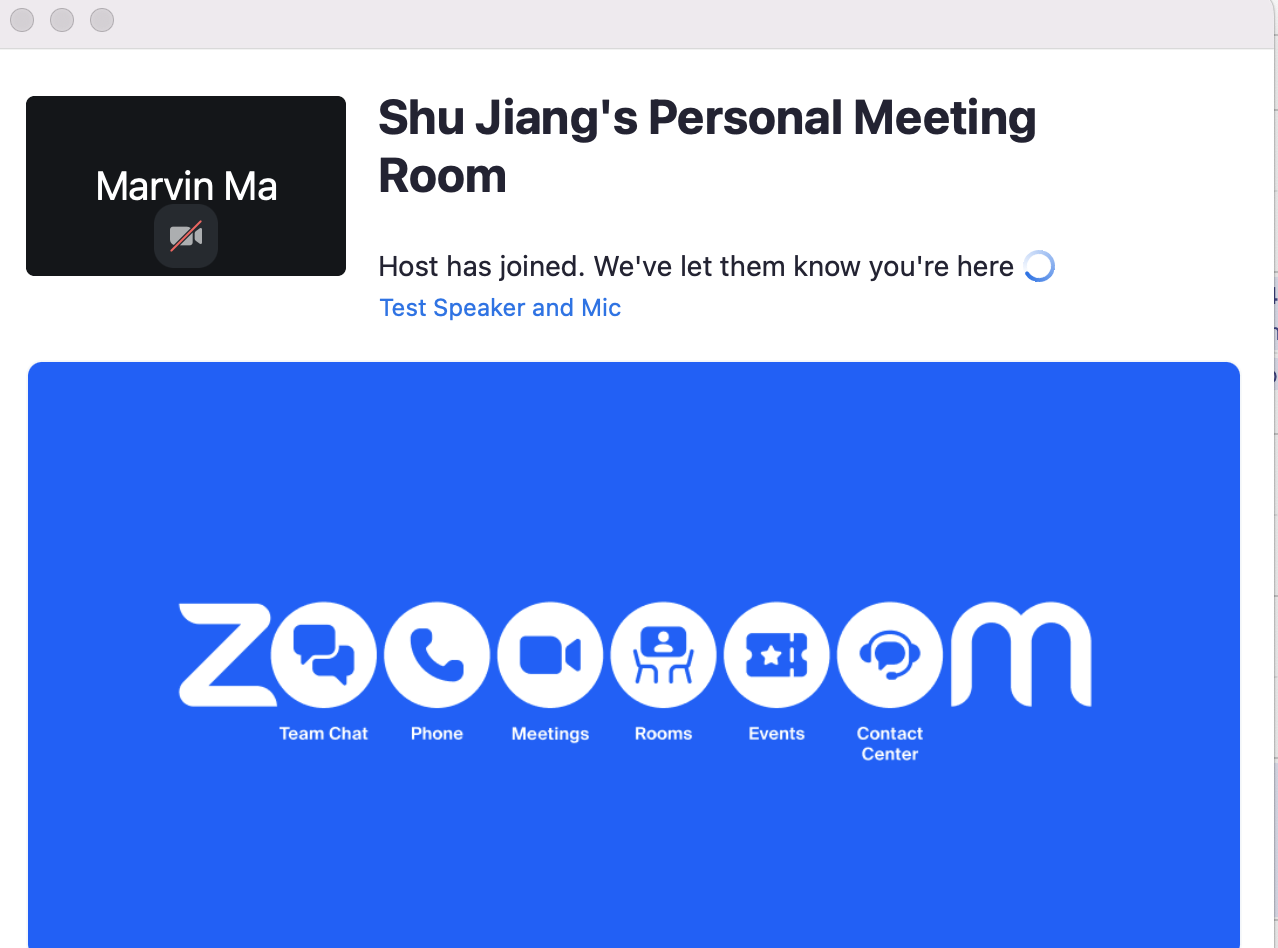 Marvin Ma
Shu Jiang's Personal Meeting
Room
Host has joined. We've let them know you're here
Test Speaker and Mic
zoooooom
Team Chat
Phone
Meetings
Rooms
Events
Contact
Center